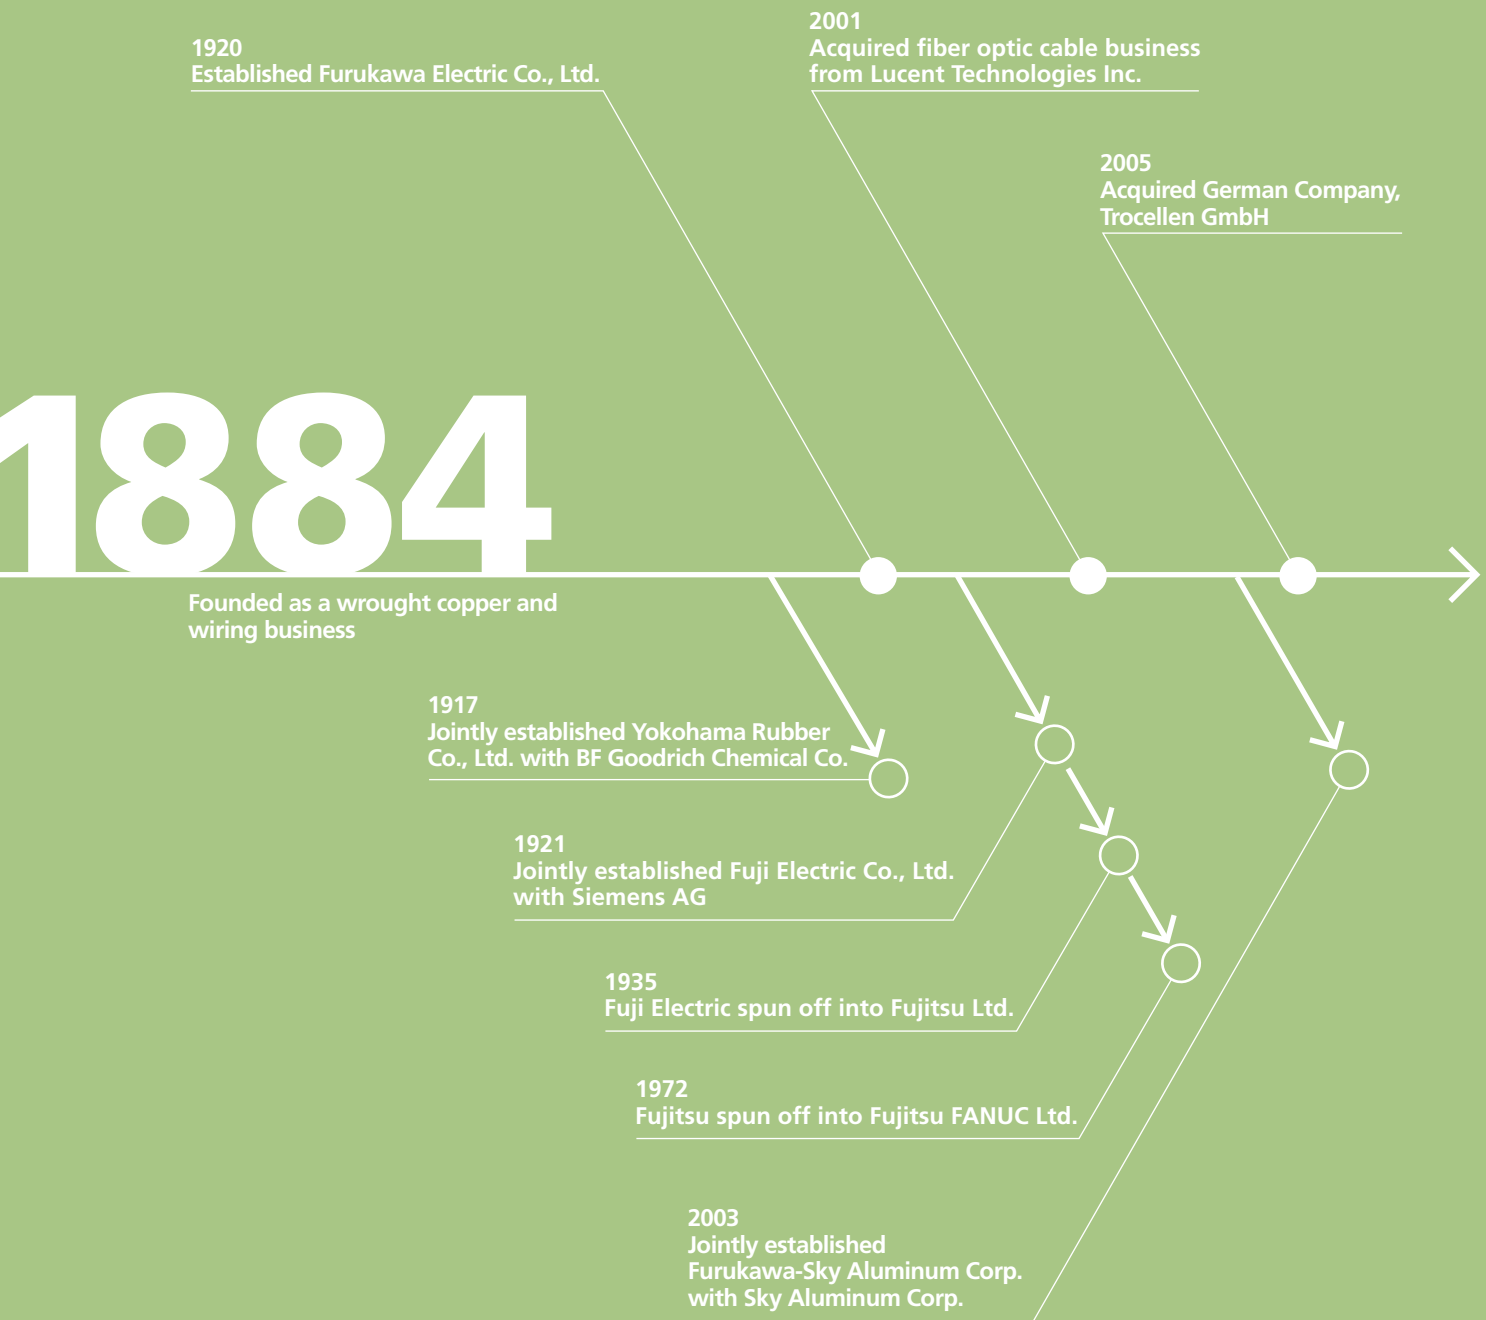 2001
1920
Acquired fiber optic cable business
Established Furukawa Electric Co., Ltd.
from Lucent Technologies Inc.
2005
Acquired German Company,
Trocellen GmbH
1884
Founded as a wrought copper and
wiring business
1917
Jointly established Yokohama Rubber
Co., Ltd. with BF Goodrich Chemical Co.
1921
Jointly established Fuji Electric Co., Ltd.
with Siemens AG
1935
Fuji Electric spun off into Fujitsu Ltd.
1972
Fujitsu spun off into Fujitsu FANUC Ltd.
2003
Jointly established
Furukawa-Sky Aluminum Corp.
with Sky Aluminum Corp.